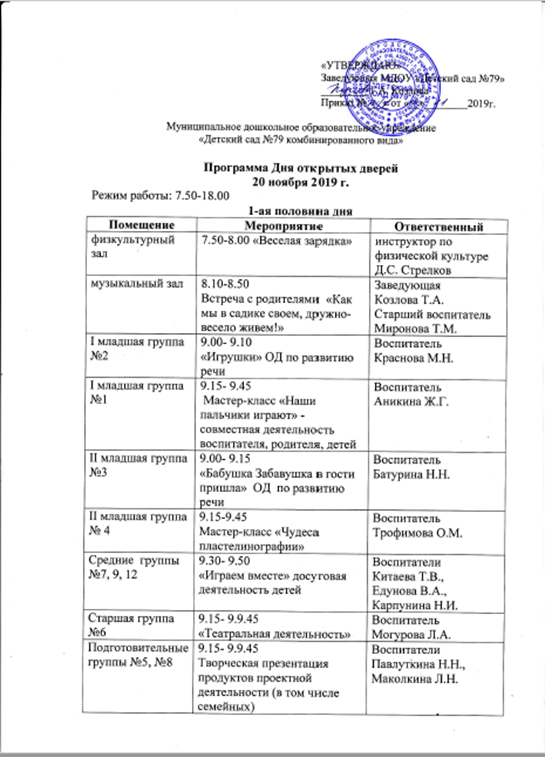 «УТВЕРЖДАЮ»
Заведующая МДОУ «Детский сад №79»
Т.А. Козлова
Приказ № от 2019г.
Муниципальное дошкольное образовательное учреждение
«Детский сад №79 комбинированного вида»
Программа Дня открытых дверей
20 ноября 2019 г.
Режим работы: 7.50-18.00
1-ая половина дня
Помещение Мероприятие Ответственный
физкультурный 7.50-8.00 «Веселая зарядка» инструктор по
зал физической культуре
Д.С. Стрелков
музыкальный зал 8.10-8.50 Заведующая
Встреча с родителями «Как Козлова Т.А.
мы в садике своем, дружно- Старший воспитатель
весело живем!» Миронова Т.М.
I младшая группа 9.00- 9.10 Воспитатель
№2 «Игрушки» ОД по развитию Краснова М.Н.
речи
I младшая группа 9.15- 9.45 Воспитатель
№1 Мастер-класс «Наши Аникина Ж.Г.
пальчики играют» -
совместная деятельность
воспитателя, родителя, детей
II младшая группа 9.00- 9.15 Воспитатель
№3 «Бабушка Забавушка в гости Батурина Н.Н.
пришла» ОД по развитию
речи
II младшая группа 9.15-9.45 Воспитатель
№ 4 Мастер-класс «Чудеса Трофимова О.М.
пластелинографии»
Средние группы 9.30- 9.50 Воспитатели
№7, 9, 12 «Играем вместе» досуговая Китаева Т.В.,
деятельность детей Едунова В.А.,
Карпунина Н.И.
Старшая группа 9.15- 9.9.45 Воспитатель
№6 «Театральная деятельность» Могурова Л.А.
Подготовительные 9.15- 9.9.45 Воспитатели
группы №5, №8 Творческая презентация Павлуткина Н.Н.,
продуктов проектной Маколкина Л.Н.
деятельности (в том числе
семейных)